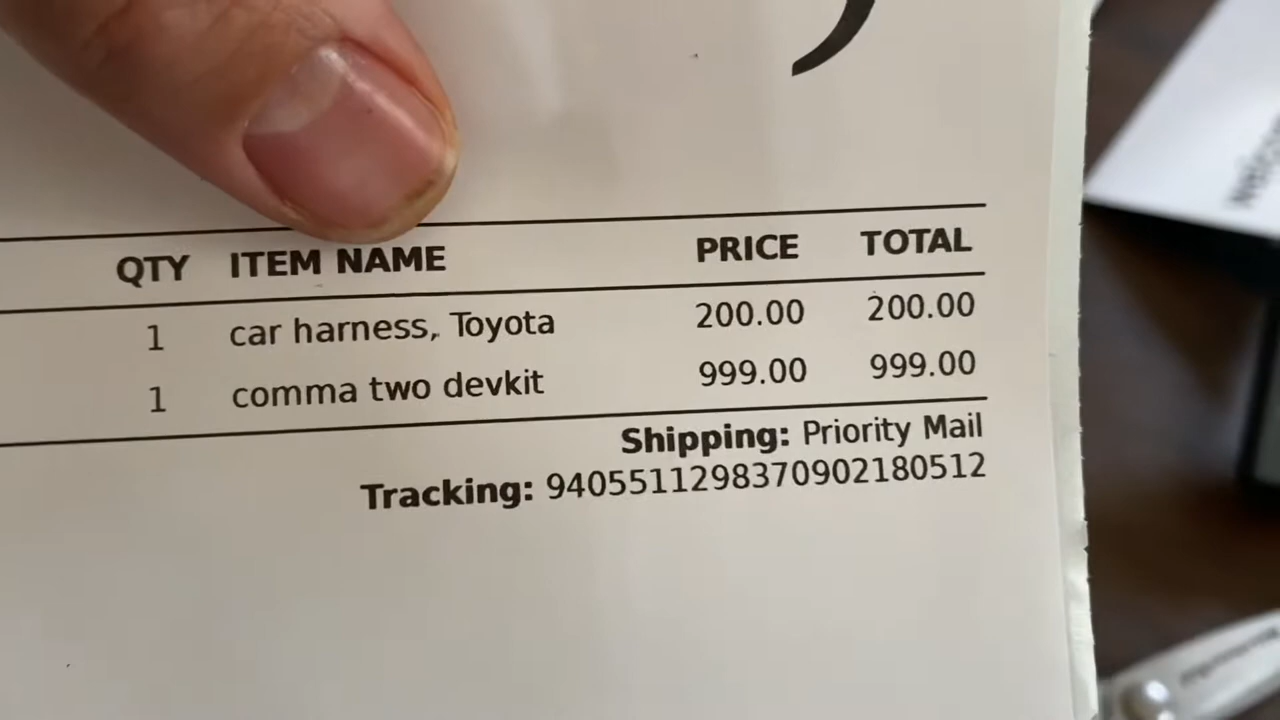 QTY ITEM NAME PRICE TOTAL
1 car harness, Toyota 200.00 200.00
1 comma two devkit 999.00 999.00
Shipping: Priority Mail
Tracking: 9405511298370902180512